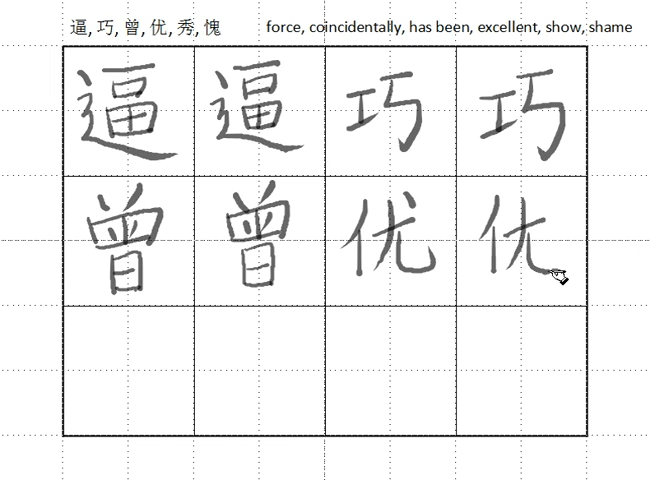 逼, 巧, 曾, 优, 秀, 愧 force, coincidentally, has been, excellent, show, shame
逼 逼 巧 巧
曾 曾 优